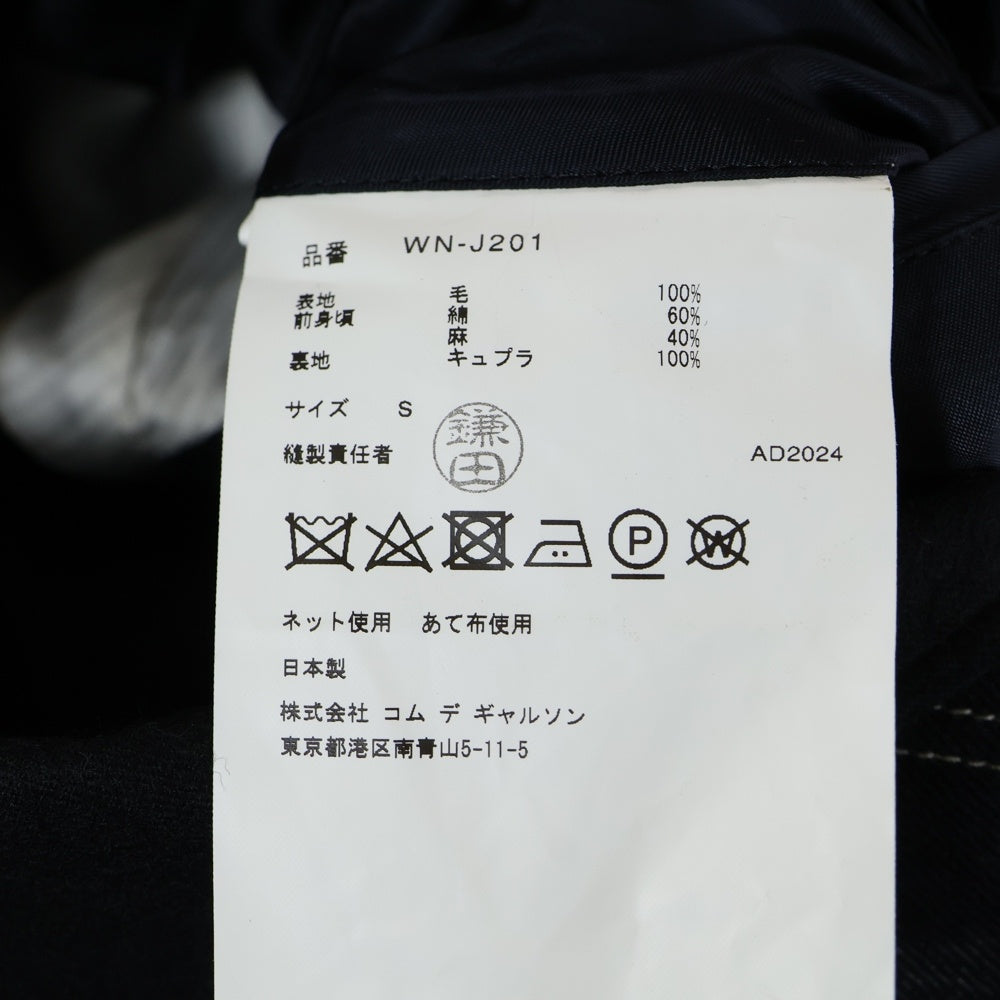 品番 WN-J201
表地 毛 100%
前身頃 綿 60%
麻 40%
裏地 キュプラ 100%
サイズ S
縫製責任者 鎌田 AD2024
P W
ネット使用 あて布使用
日本製
株式会社 コム デ ギャルソン
東京都港区南青山5-11-5